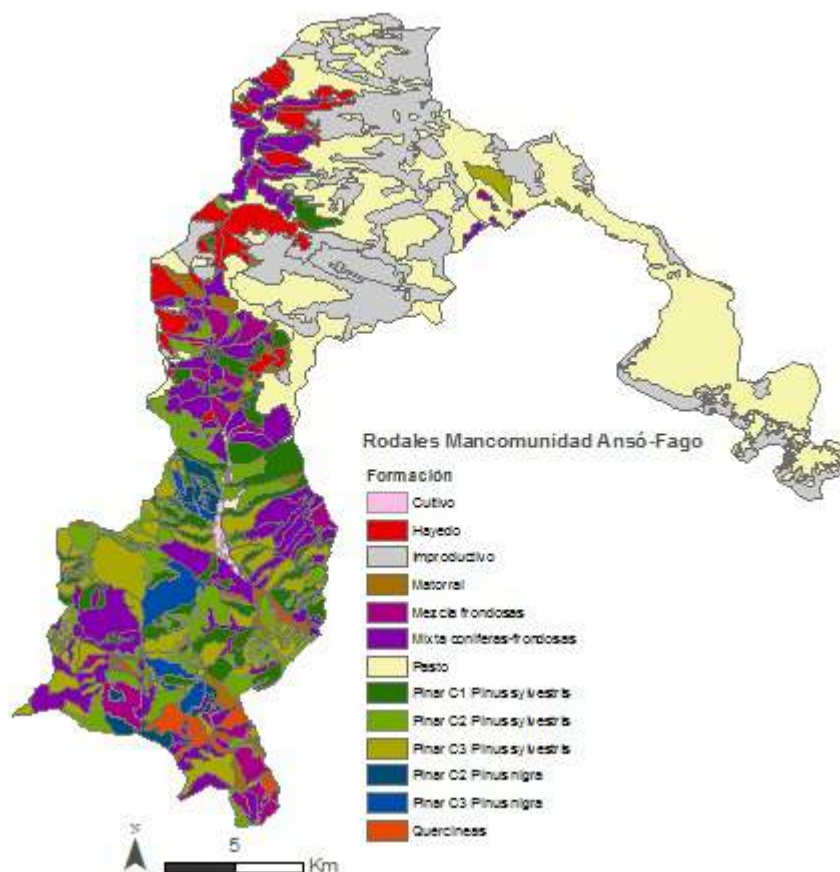 Rodales Mancomunidad Ansó-Fago
Formación
Cultivo
Hayedo
Improductivo
Matorral
Mezcla frondosas
Mixta coníferas-frondosas
Pasto
Pinar C1 Pinus sylvestris
Pinar C2 Pinus sylvestris
Pinar C3 Pinus sylvestris
Pinar C2 Pinus nigra
Pinar C3 Pinus nigra
Quercineas
5
Km